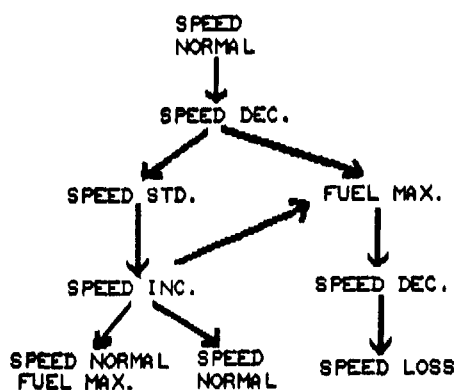 SPEED
NORMAL
SPEED DEC.
SPEED STD.
FUEL MAX.
SPEED INC.
SPEED DEC.
SPEED NORMAL
FUEL MAX.
SPEED
NORMAL
SPEED LOSS